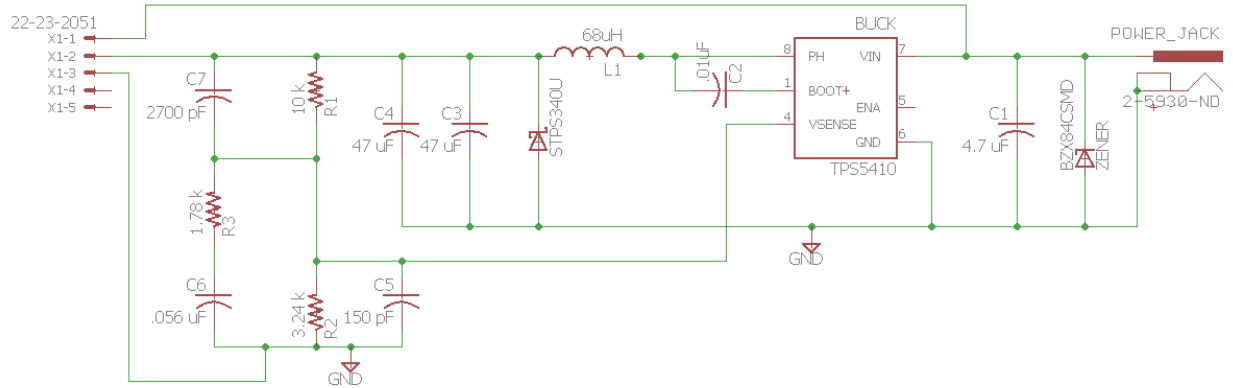 22-23-2051
X1-1
X1-2
X1-3
X1-4
X1-5
C7
2700 pF
10 k
R1
C4
47 uF
C3
47 uF
STPS340U
68uH
L1
.01uF
C2
BUCK
8 PH VIN 7
1 BOOT+
ENA 5
4 VSENSE
GND 6
TPS5410
C1
4.7 uF
BZX84CSMD
ZENER
POWER_JACK
2-5930-ND
1.78 k
R3
C6
.056 uF
3.24 k
R2
C5
150 pF
GND
GND